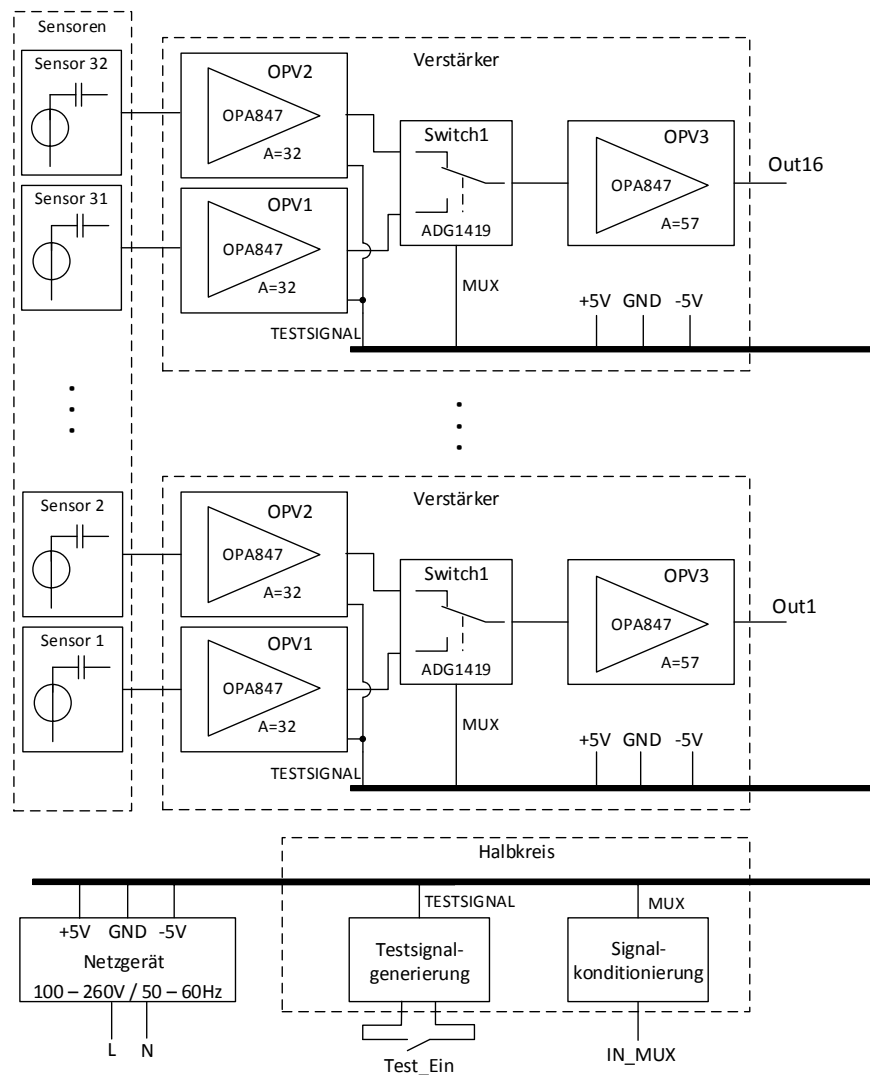 Sensoren
Sensor 32
Sensor 31
Verstärker
OPV2
OPA847
A=32
OPV1
OPA847
A=32
Switch1
ADG1419
OPV3
OPA847
A=57
Out16
MUX
TESTSIGNAL
+5V GND -5V
Sensor 2
Sensor 1
Verstärker
OPV2
OPA847
A=32
OPV1
OPA847
A=32
Switch1
ADG1419
OPV3
OPA847
A=57
Out1
MUX
TESTSIGNAL
+5V GND -5V
Halbkreis
+5V GND -5V
Netzgerät
100 – 260V / 50 – 60Hz
L N
TESTSIGNAL
Testsignal-
generierung
Test_Ein
MUX
Signal-
konditionierung
IN_MUX